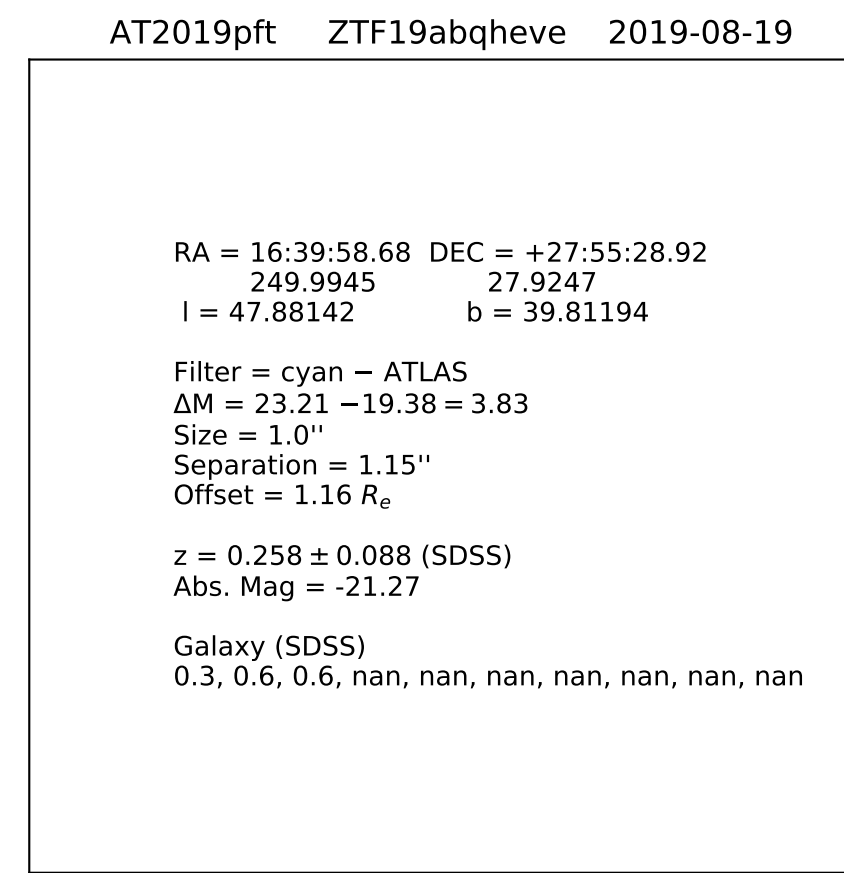 AT2019pft ZTF19abqheve 2019-08-19
RA = 16:39:58.68 DEC = +27:55:28.92
249.9945 27.9247
l = 47.88142 b = 39.81194
Filter = cyan − ATLAS
ΔM = 23.21 −19.38 = 3.83
Size = 1.0''
Separation = 1.15''
Offset = 1.16 Re
z = 0.258 ± 0.088 (SDSS)
Abs. Mag = -21.27
Galaxy (SDSS)
0.3, 0.6, 0.6, nan, nan, nan, nan, nan, nan, nan